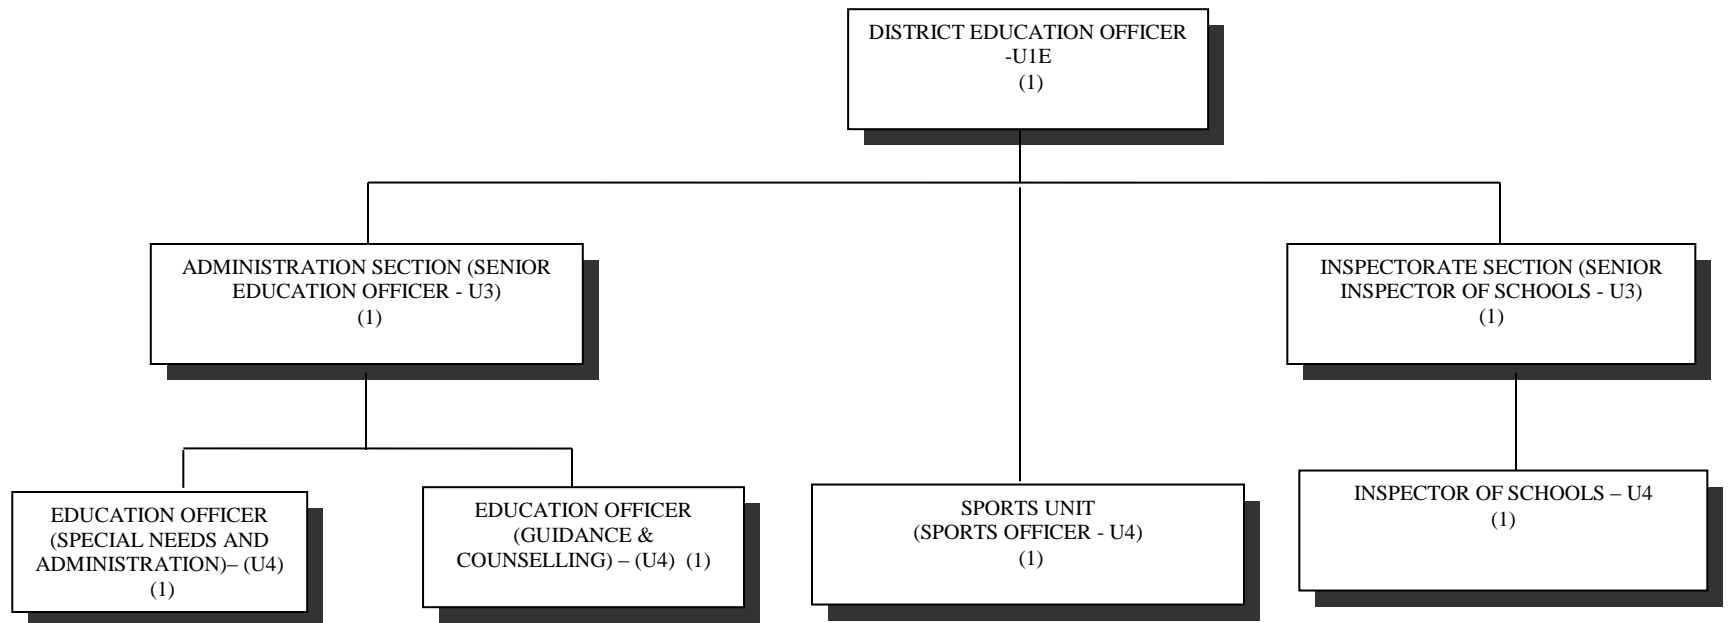 DISTRICT EDUCATION OFFICER
-U1E
(1)
ADMINISTRATION SECTION (SENIOR
EDUCATION OFFICER - U3)
(1)
INSPECTORATE SECTION (SENIOR
INSPECTOR OF SCHOOLS - U3)
(1)
EDUCATION OFFICER
(SPECIAL NEEDS AND
ADMINISTRATION)– (U4)
(1)
EDUCATION OFFICER
(GUIDANCE &
COUNSELLING) – (U4) (1)
SPORTS UNIT
(SPORTS OFFICER - U4)
(1)
INSPECTOR OF SCHOOLS – U4
(1)